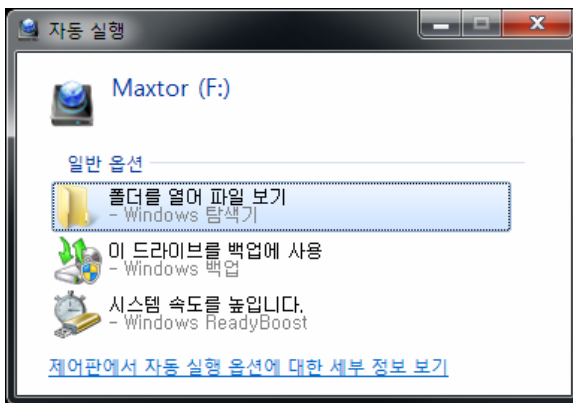 자동 실행
Maxtor (F:)
일반 옵션
폴더를 열어 파일 보기
- Windows 탐색기
이 드라이브를 백업에 사용
- Windows 백업
시스템 속도를 높입니다.
- Windows ReadyBoost
제어판에서 자동 실행 옵션에 대한 세부 정보 보기